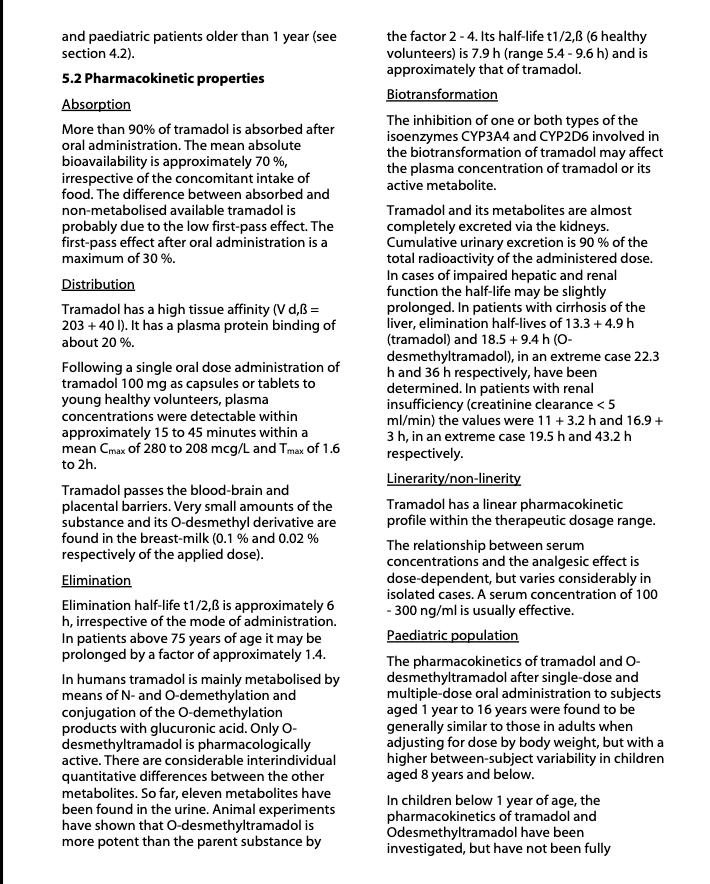 and paediatric patients older than 1 year (see
section 4.2).
5.2 Pharmacokinetic properties
Absorption
More than 90% of tramadol is absorbed after
oral administration. The mean absolute
bioavailability is approximately 70 %,
irrespective of the concomitant intake of
food. The difference between absorbed and
non-metabolised available tramadol is
probably due to the low first-pass effect. The
first-pass effect after oral administration is a
maximum of 30 %.
Distribution
Tramadol has a high tissue affinity (V d,ß =
203 + 40 l). It has a plasma protein binding of
about 20 %.
Following a single oral dose administration of
tramadol 100 mg as capsules or tablets to
young healthy volunteers, plasma
concentrations were detectable within
approximately 15 to 45 minutes within a
mean Cmax of 280 to 208 mcg/L and Tmax of 1.6
to 2h.
Tramadol passes the blood-brain and
placental barriers. Very small amounts of the
substance and its O-desmethyl derivative are
found in the breast-milk (0.1 % and 0.02 %
respectively of the applied dose).
Elimination
Elimination half-life t1/2,ß is approximately 6
h, irrespective of the mode of administration.
In patients above 75 years of age it may be
prolonged by a factor of approximately 1.4.
In humans tramadol is mainly metabolised by
means of N- and O-demethylation and
conjugation of the O-demethylation
products with glucuronic acid. Only O-
desmethyltramadol is pharmacologically
active. There are considerable interindividual
quantitative differences between the other
metabolites. So far, eleven metabolites have
been found in the urine. Animal experiments
have shown that O-desmethyltramadol is
more potent than the parent substance by
the factor 2 - 4. Its half-life t1/2,ß (6 healthy
volunteers) is 7.9 h (range 5.4 - 9.6 h) and is
approximately that of tramadol.
Biotransformation
The inhibition of one or both types of the
isoenzymes CYP3A4 and CYP2D6 involved in
the biotransformation of tramadol may affect
the plasma concentration of tramadol or its
active metabolite.
Tramadol and its metabolites are almost
completely excreted via the kidneys.
Cumulative urinary excretion is 90 % of the
total radioactivity of the administered dose.
In cases of impaired hepatic and renal
function the half-life may be slightly
prolonged. In patients with cirrhosis of the
liver, elimination half-lives of 13.3 + 4.9 h
(tramadol) and 18.5 + 9.4 h (O-
desmethyltramadol), in an extreme case 22.3
h and 36 h respectively, have been
determined. In patients with renal
insufficiency (creatinine clearance < 5
ml/min) the values were 11 + 3.2 h and 16.9 +
3 h, in an extreme case 19.5 h and 43.2 h
respectively.
Linerarity/non-linerity
Tramadol has a linear pharmacokinetic
profile within the therapeutic dosage range.
The relationship between serum
concentrations and the analgesic effect is
dose-dependent, but varies considerably in
isolated cases. A serum concentration of 100
- 300 ng/ml is usually effective.
Paediatric population
The pharmacokinetics of tramadol and O-
desmethyltramadol after single-dose and
multiple-dose oral administration to subjects
aged 1 year to 16 years were found to be
generally similar to those in adults when
adjusting for dose by body weight, but with a
higher between-subject variability in children
aged 8 years and below.
In children below 1 year of age, the
pharmacokinetics of tramadol and
Odesmethyltramadol have been
investigated, but have not been fully